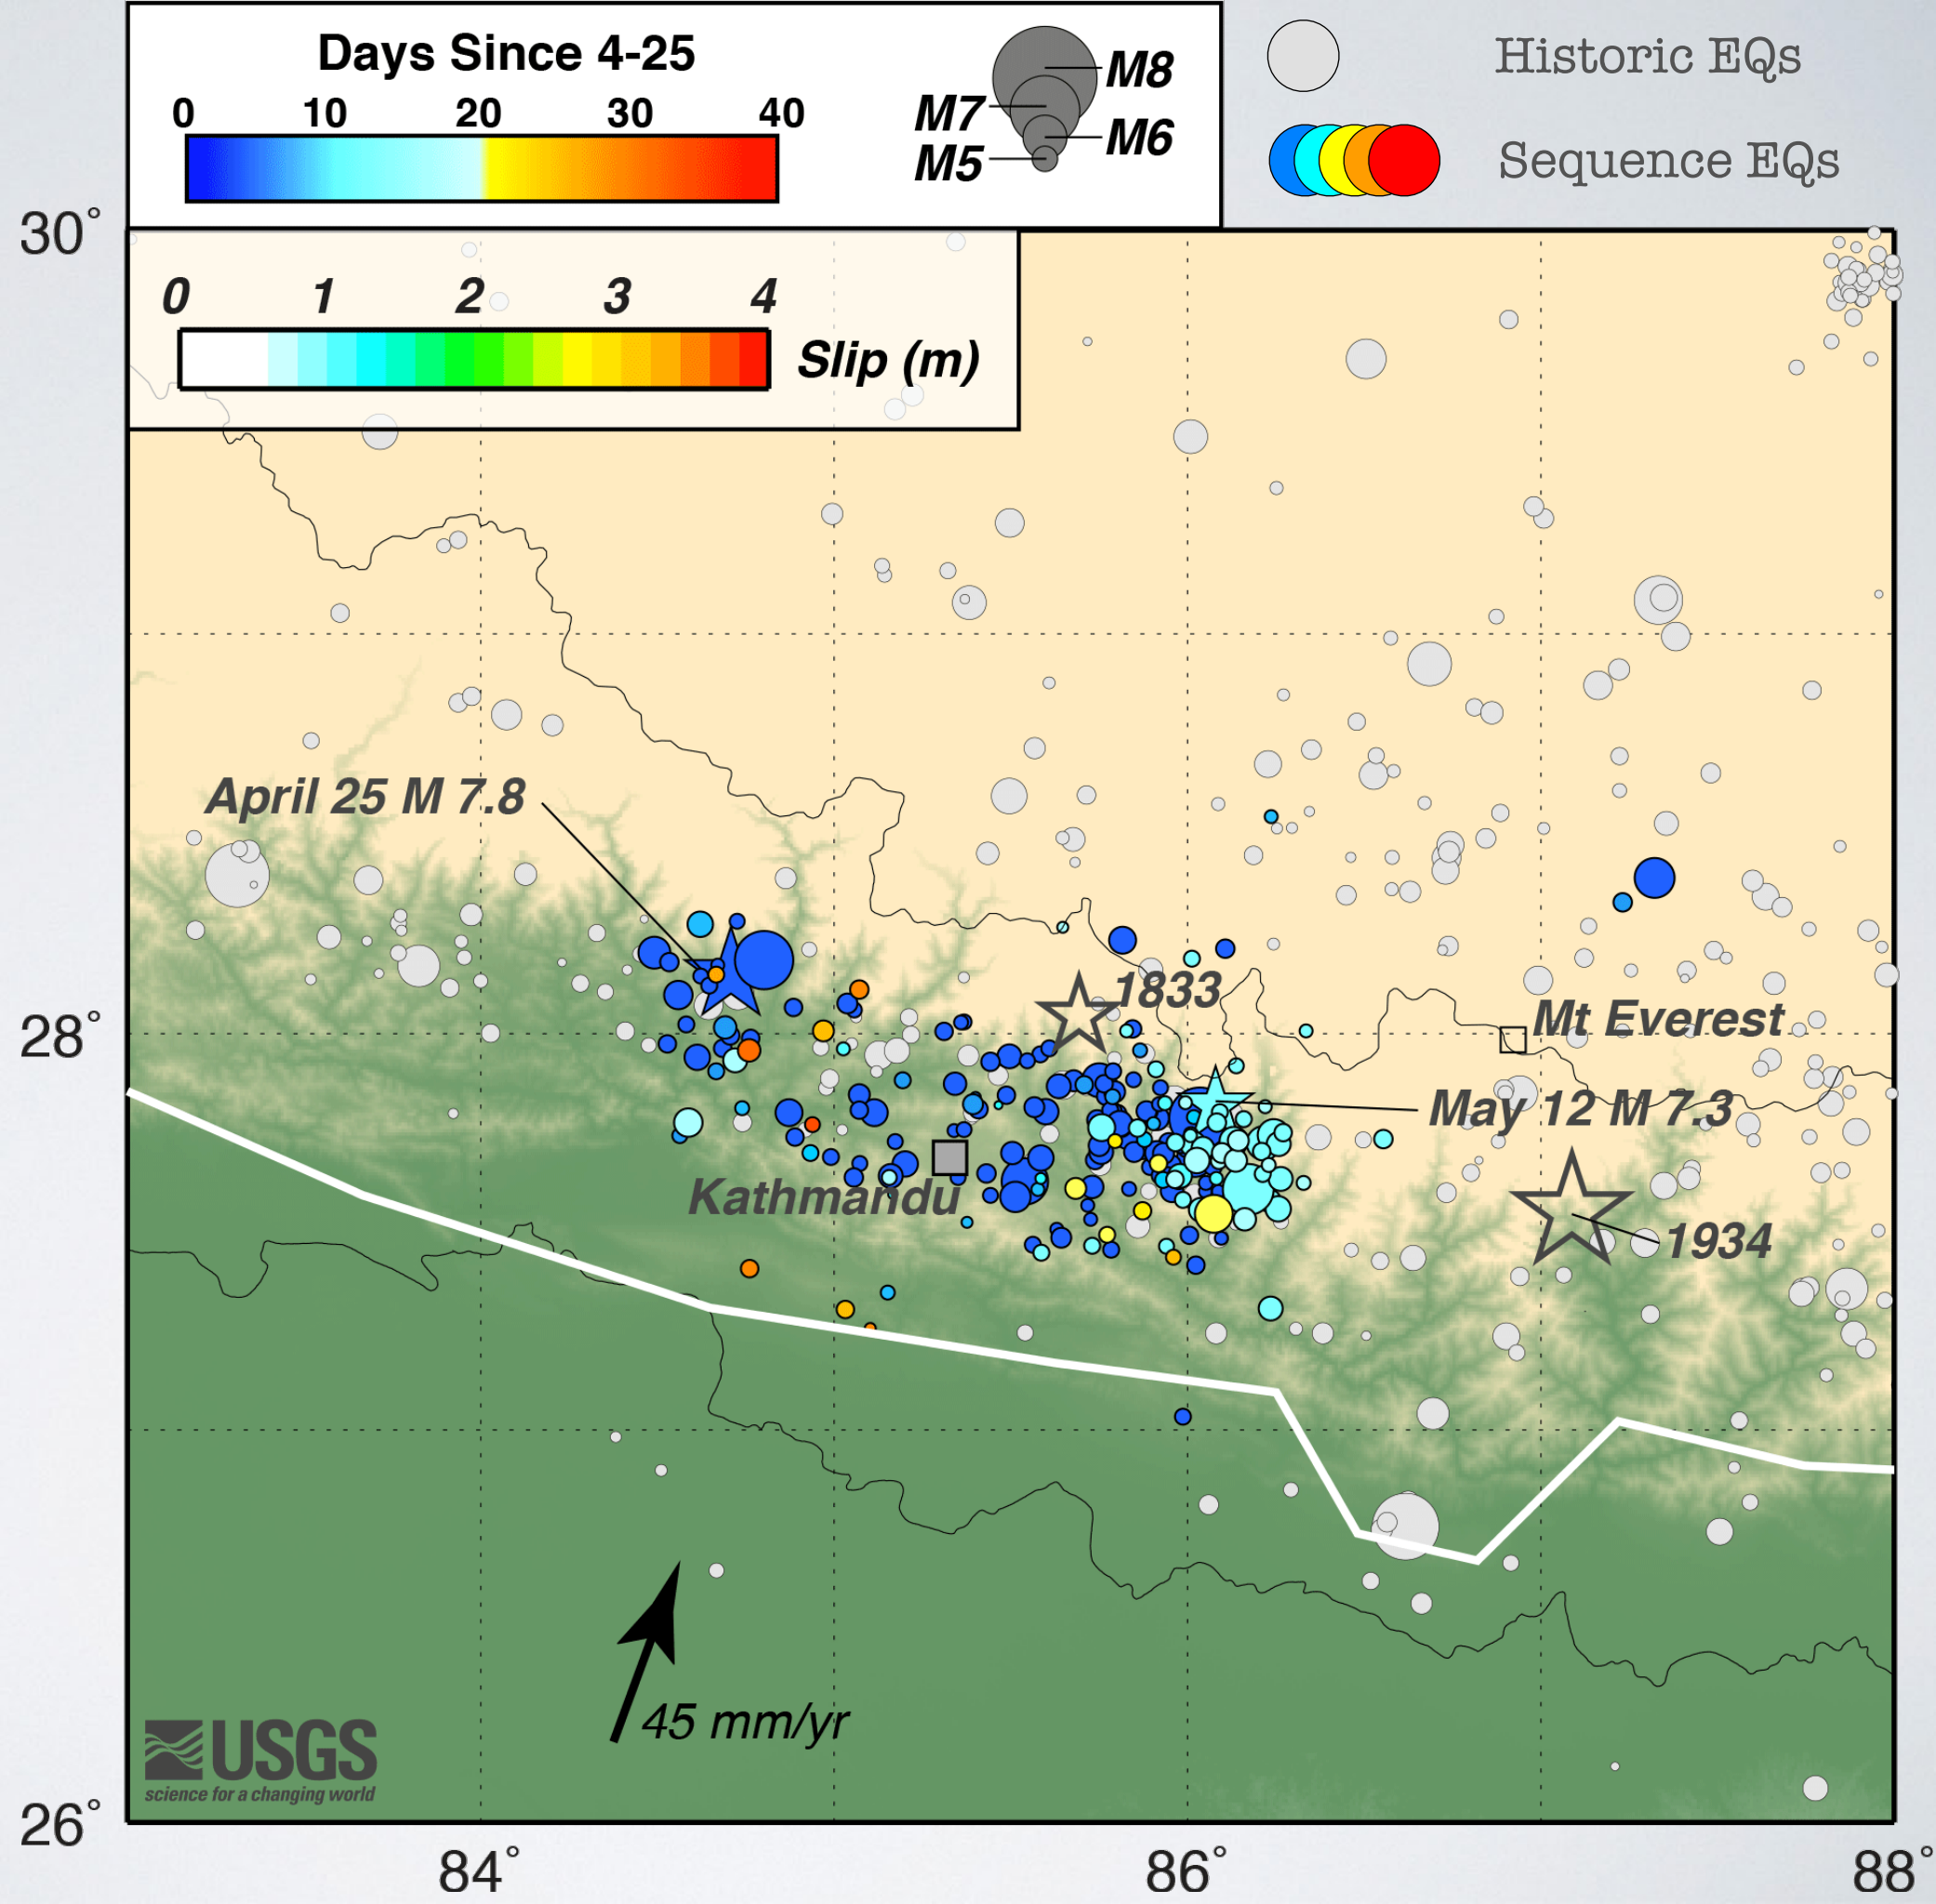 Days Since 4-25
0 10 20 30 40
M8
M7
M6
M5
Historic EQs
Sequence EQs
30°
0 1 2 3 4
Slip (m)
April 25 M 7.8
1833
28°
Mt Everest
May 12 M 7.3
Kathmandu
1934
45 mm/yr
USGS
science for a changing world
26°
84° 86° 88°